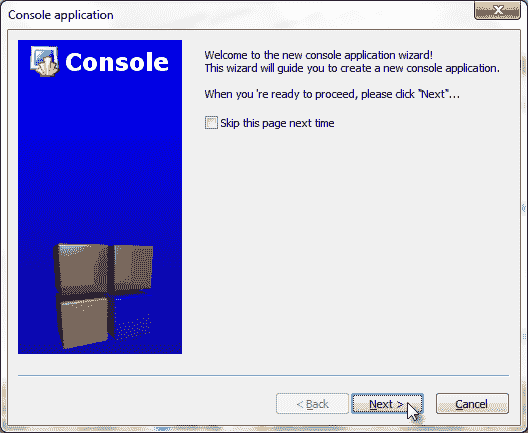 Console application
Console
Welcome to the new console application wizard!
This wizard will guide you to create a new console application.
When you 're ready to proceed, please click "Next"...
Skip this page next time
< Back
Next >
Cancel